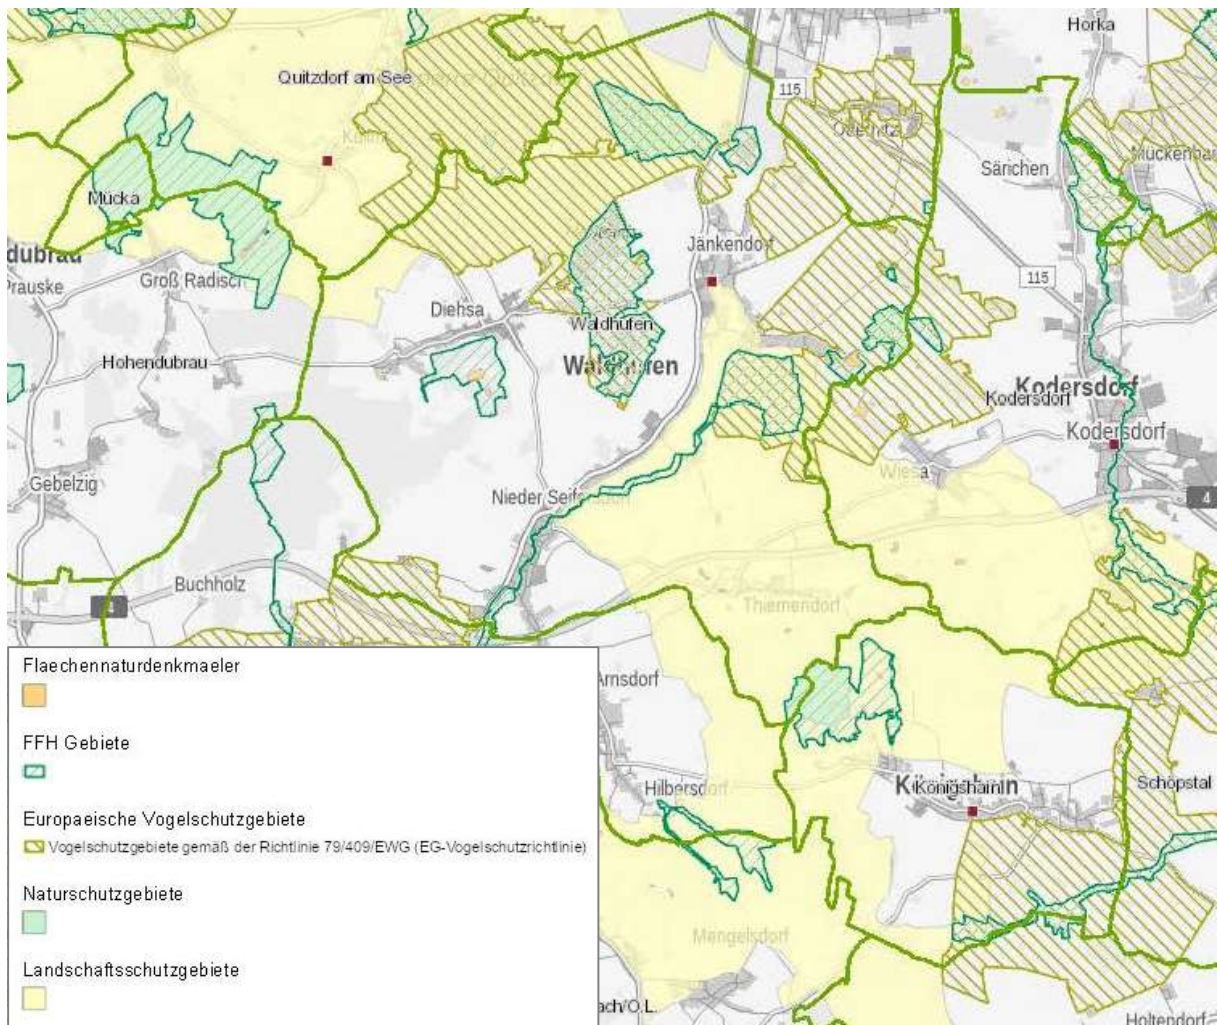 Horka
Quitzdorf am See
115
Särichen
Mücka
Jänkendorf
Prauske
Groß Radisch
115
Diehsa
Waldhufen
Hohendubrau
Kodersdorf
Kodersdorf
Kodersdorf
Gebelzig
Wiesa
Nieder Seifersdorf
4
Buchholz
4
Thiemendorf
Arnsdorf
Hilbersdorf
Königshain
Schöpstal
Mengelsdorf
ach/O.L.
Holtendorf
Flaechennaturdenkmaeler
FFH Gebiete
Europaeische Vogelschutzgebiete
Vogelschutzgebiete gemäß der Richtlinie 79/409/EWG (EG-Vogelschutzrichtlinie)
Naturschutzgebiete
Landschaftsschutzgebiete